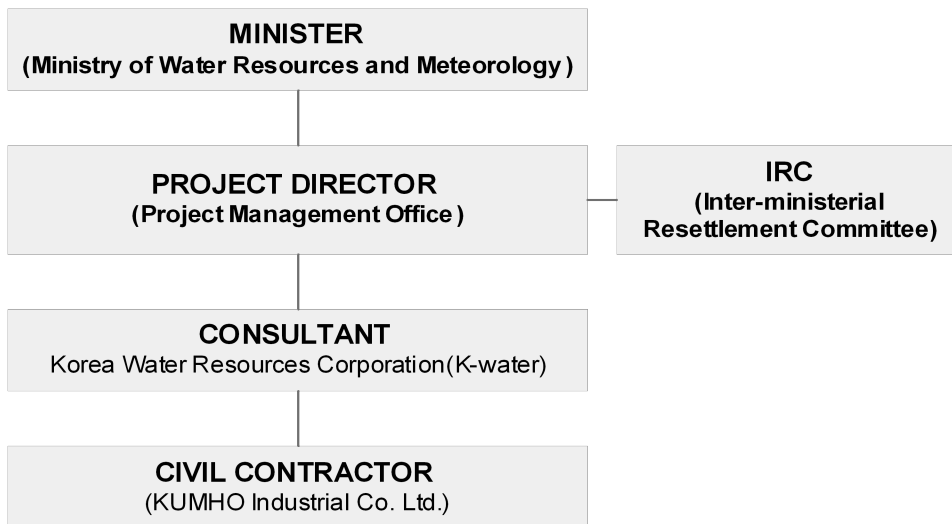 MINISTER
(Ministry of Water Resources and Meteorology)
PROJECT DIRECTOR
(Project Management Office)
IRC
(Inter-ministerial
Resettlement Committee)
CONSULTANT
Korea Water Resources Corporation(K-water)
CIVIL CONTRACTOR
(KUMHO Industrial Co. Ltd.)